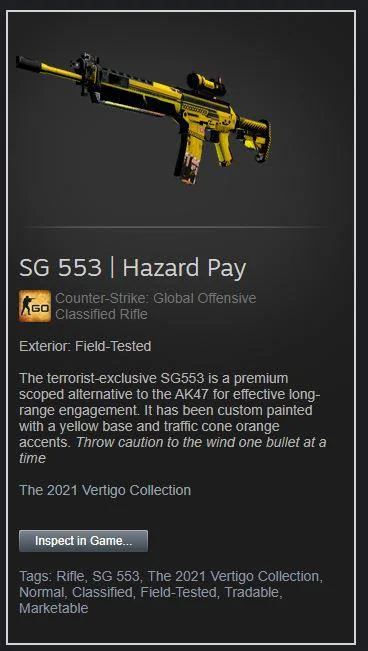 SG 553 | Hazard Pay
GO
Counter-Strike: Global Offensive
Classified Rifle
Exterior: Field-Tested
The terrorist-exclusive SG553 is a premium
scoped alternative to the AK47 for effective long-
range engagement. It has been custom painted
with a yellow base and traffic cone orange
accents. Throw caution to the wind one bullet at a
time
The 2021 Vertigo Collection
Inspect in Game...
Tags: Rifle, SG 553, The 2021 Vertigo Collection,
Normal, Classified, Field-Tested, Tradable,
Marketable